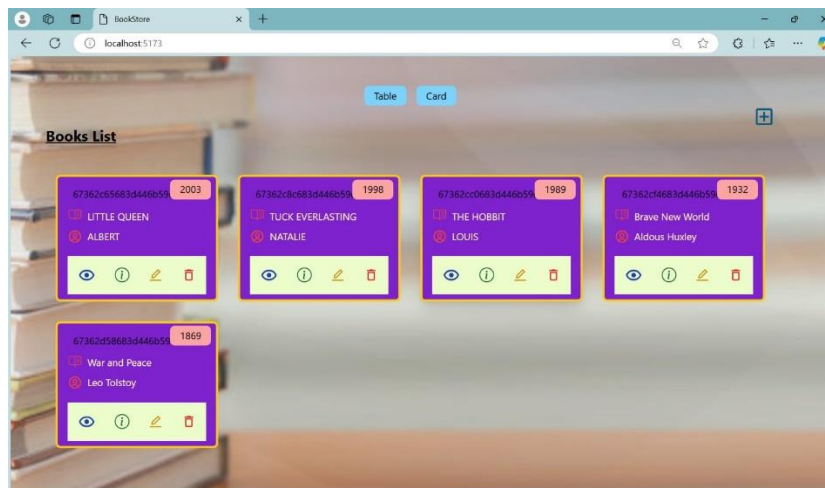 BookStore
localhost:5173
Table Card
Books List
67362c65683d446b59 2003
LITTLE QUEEN
ALBERT
67362c8c683d446b59 1998
TUCK EVERLASTING
NATALIE
67362cc0683d446b59 1989
THE HOBBIT
LOUIS
67362cf4683d446b59 1932
Brave New World
Aldous Huxley
67362d58683d446b59 1869
War and Peace
Leo Tolstoy